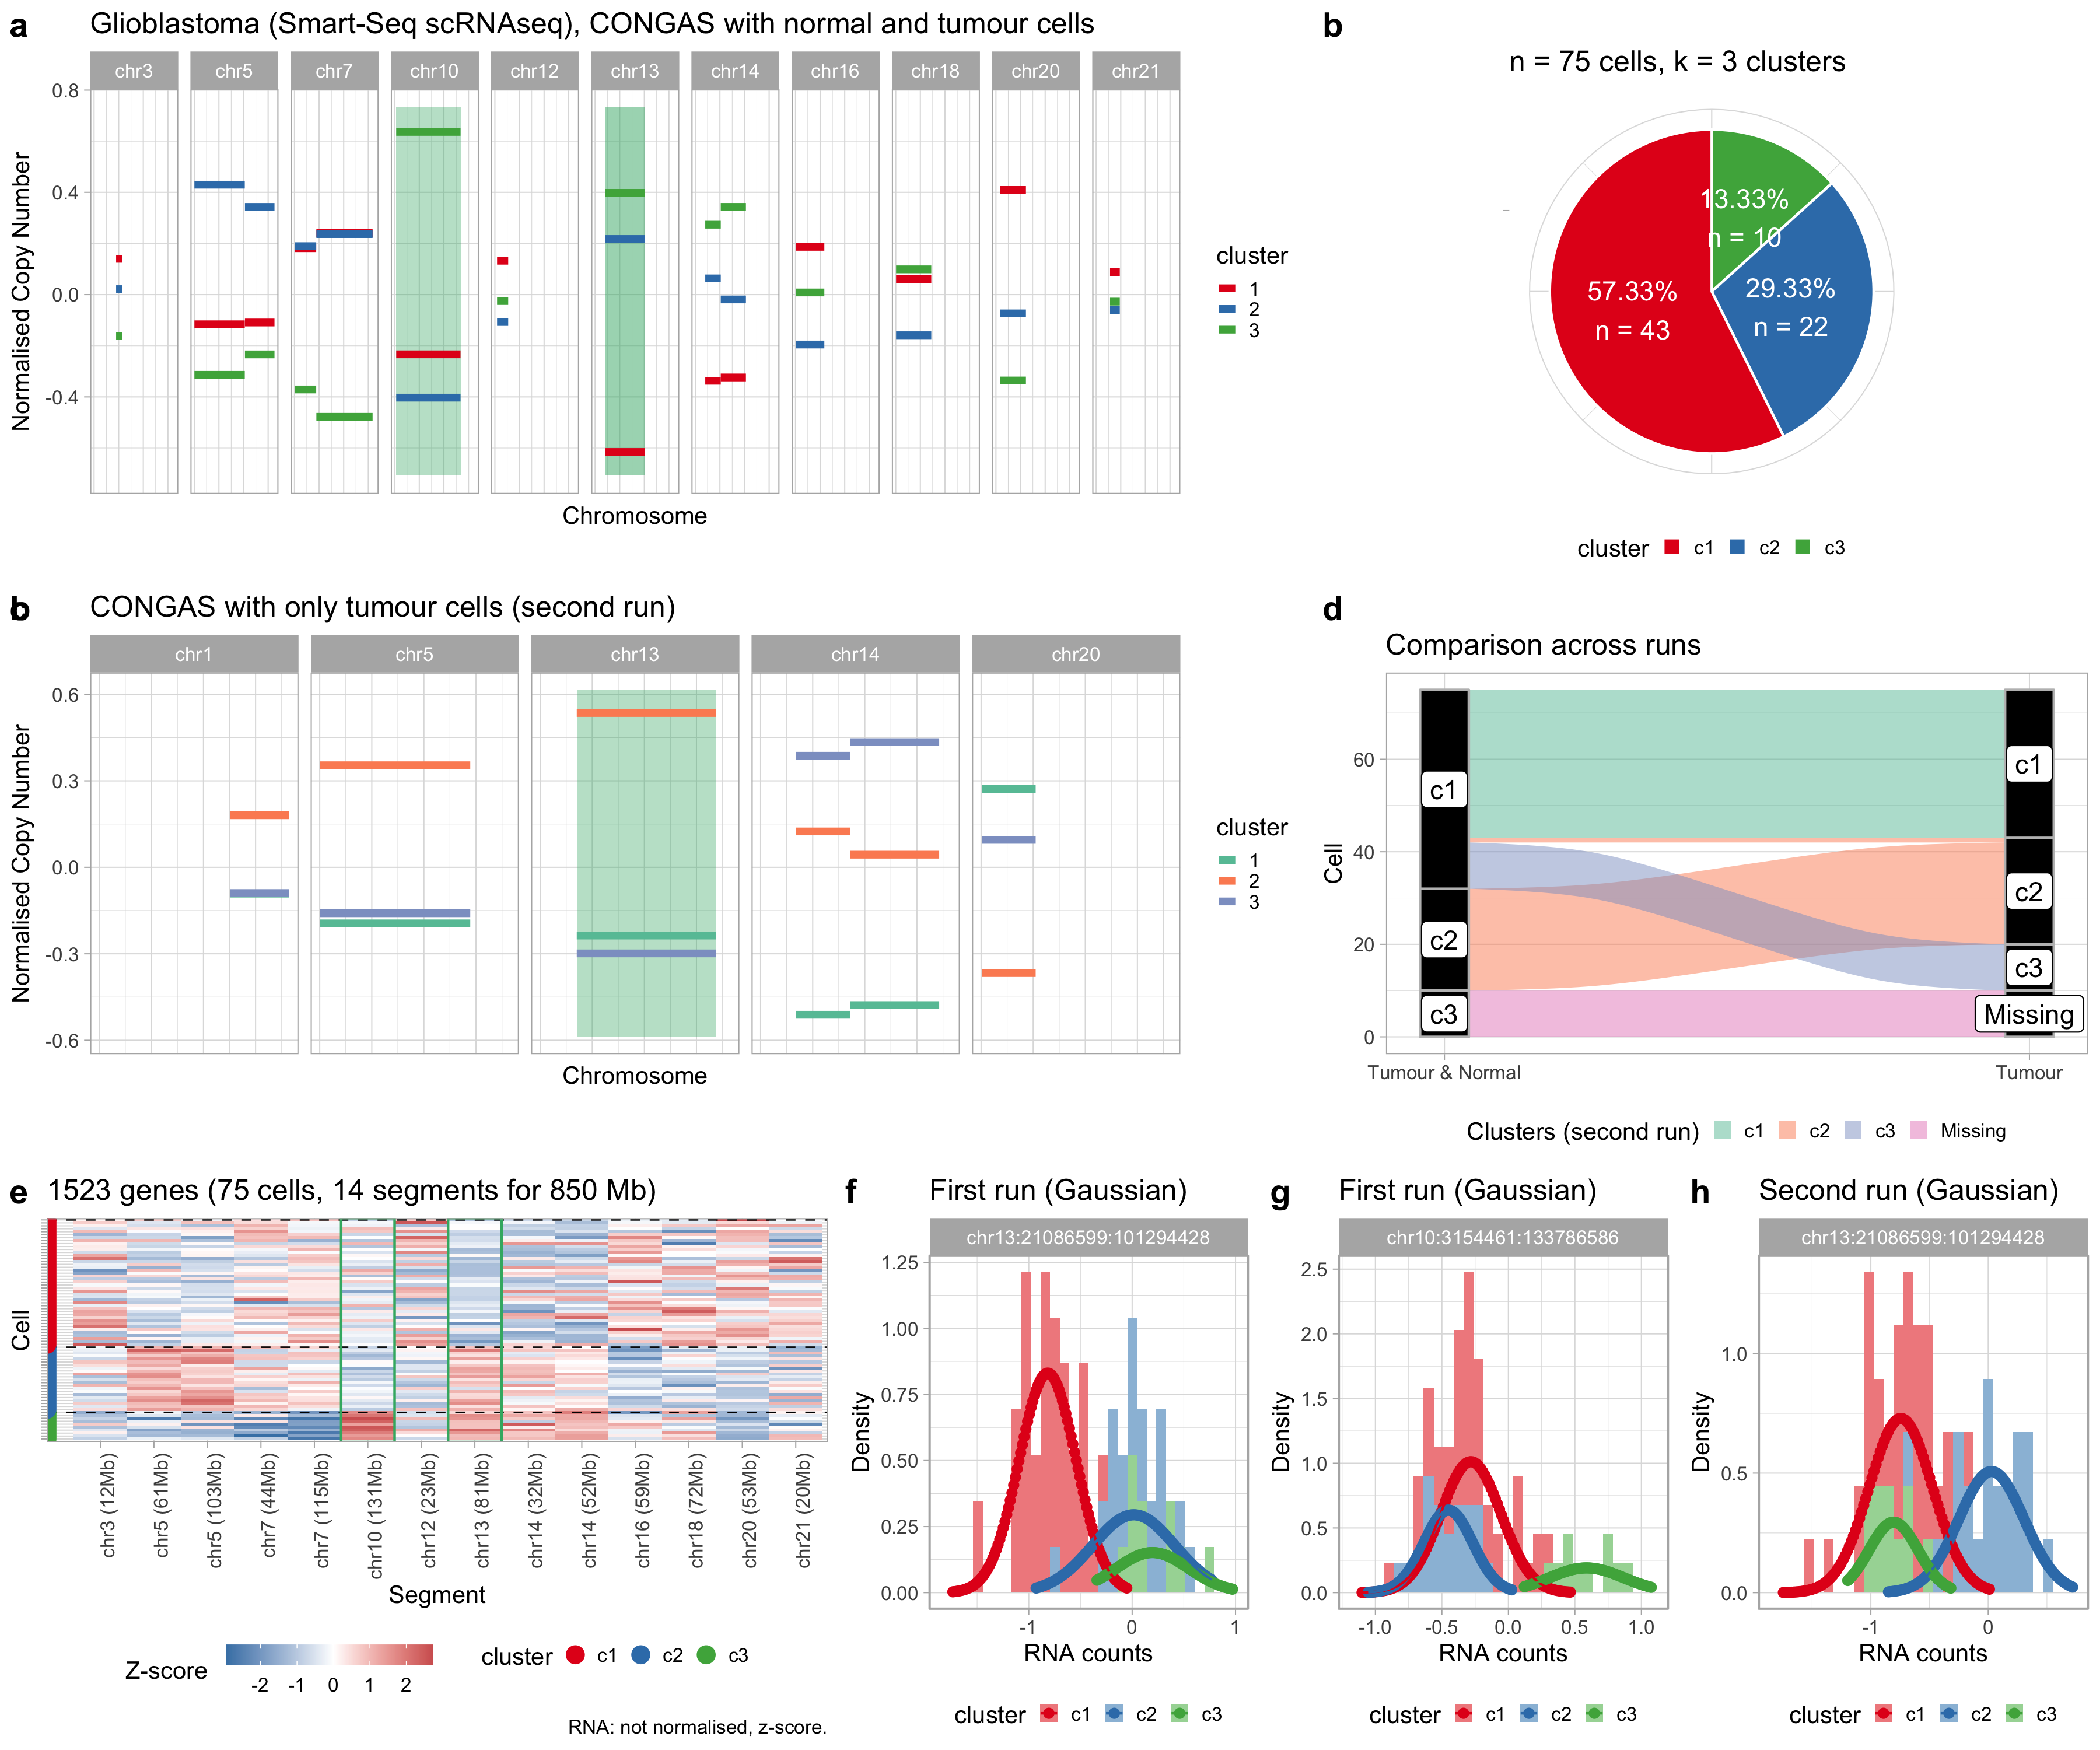 a
Glioblastoma (Smart-Seq scRNAseq), CONGAS with normal and tumour cells
chr3 chr5 chr7 chr10 chr12 chr13 chr14 chr16 chr18 chr20 chr21
Normalised Copy Number
0.8
0.4
0.0
-0.4
Chromosome
cluster
1
2
3
b
n = 75 cells, k = 3 clusters
13.33%
n = 10
57.33%
n = 43
29.33%
n = 22
cluster c1 c2 c3
b
CONGAS with only tumour cells (second run)
chr1 chr5 chr13 chr14 chr20
Normalised Copy Number
0.6
0.3
0.0
-0.3
-0.6
Chromosome
cluster
1
2
3
d
Comparison across runs
Cell
60
40
20
0
c1
c2
c3
c1
c2
c3
Missing
Tumour & Normal Tumour
Clusters (second run) c1 c2 c3 Missing
e
1523 genes (75 cells, 14 segments for 850 Mb)
Cell
chr3 (12Mb)
chr5 (61Mb)
chr5 (103Mb)
chr7 (44Mb)
chr7 (115Mb)
chr10 (131Mb)
chr12 (23Mb)
chr13 (81Mb)
chr14 (32Mb)
chr14 (52Mb)
chr16 (59Mb)
chr18 (72Mb)
chr20 (53Mb)
chr21 (20Mb)
Segment
Z-score
-2 -1 0 1 2
cluster c1 c2 c3
RNA: not normalised, z-score.
f
First run (Gaussian)
chr13:21086599:101294428
Density
1.25
1.00
0.75
0.50
0.25
0.00
-1 0 1
RNA counts
cluster c1 c2 c3
g
First run (Gaussian)
chr10:3154461:133786586
Density
2.5
2.0
1.5
1.0
0.5
0.0
-1.0 -0.5 0.0 0.5 1.0
RNA counts
cluster c1 c2 c3
h
Second run (Gaussian)
chr13:21086599:101294428
Density
1.0
0.5
0.0
-1 0
RNA counts
cluster c1 c2 c3